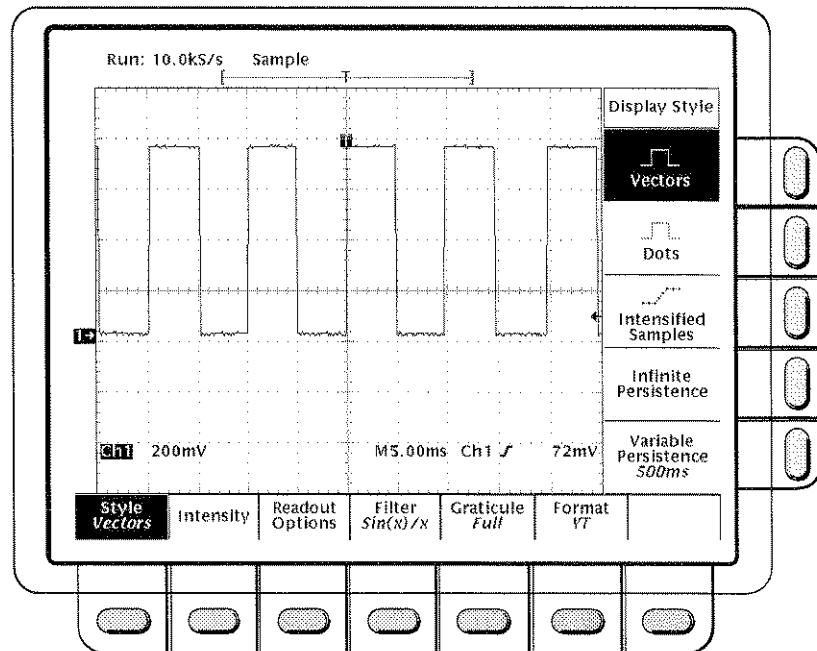 Run: 10.0kS/s Sample
T
T
Display Style
Vectors
Dots
Intensified
Samples
Infinite
Persistence
Variable
Persistence
500ms
1
Ch1 200mV M5.00ms Ch1 72mV
Style
Vectors
Intensity
Readout
Options
Filter
Sin(x)/x
Graticule
Full
Format
YT